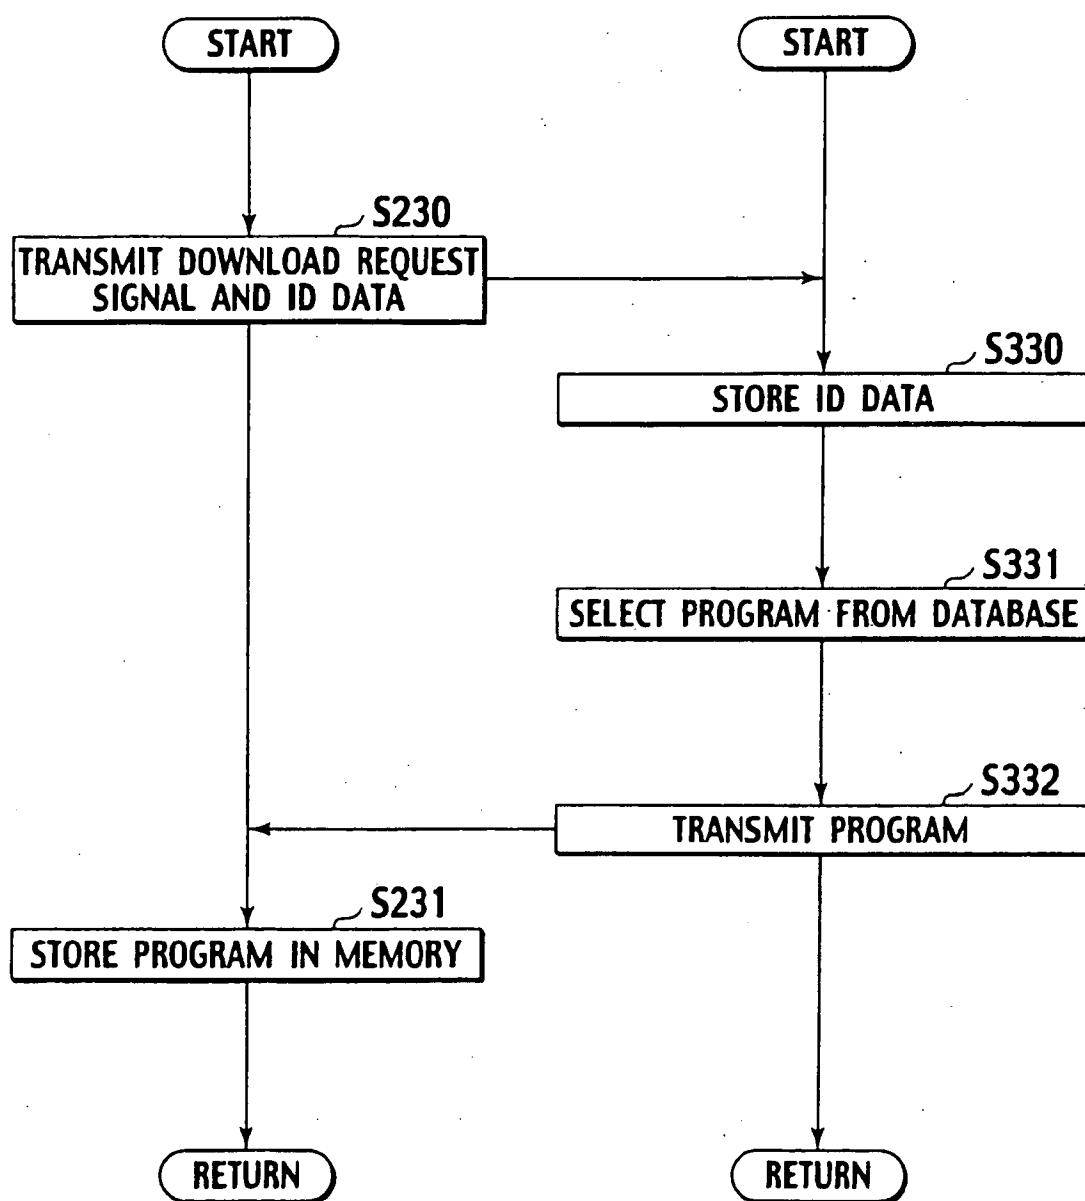 START
START
S230
TRANSMIT DOWNLOAD REQUEST
SIGNAL AND ID DATA
S330
STORE ID DATA
S331
SELECT PROGRAM FROM DATABASE
S332
TRANSMIT PROGRAM
S231
STORE PROGRAM IN MEMORY
RETURN
RETURN